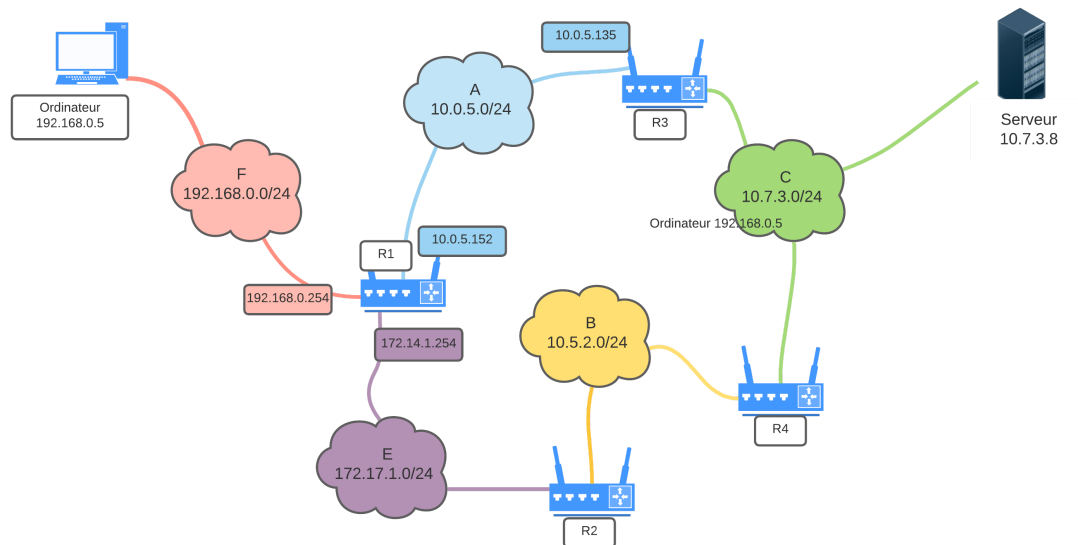 Ordinateur
192.168.0.5
F
192.168.0.0/24
192.168.0.254
A
10.0.5.0/24
10.0.5.135
R3
Serveur
10.7.3.8
C
10.7.3.0/24
Ordinateur 192.168.0.5
R1
10.0.5.152
172.14.1.254
B
10.5.2.0/24
R4
E
172.17.1.0/24
R2